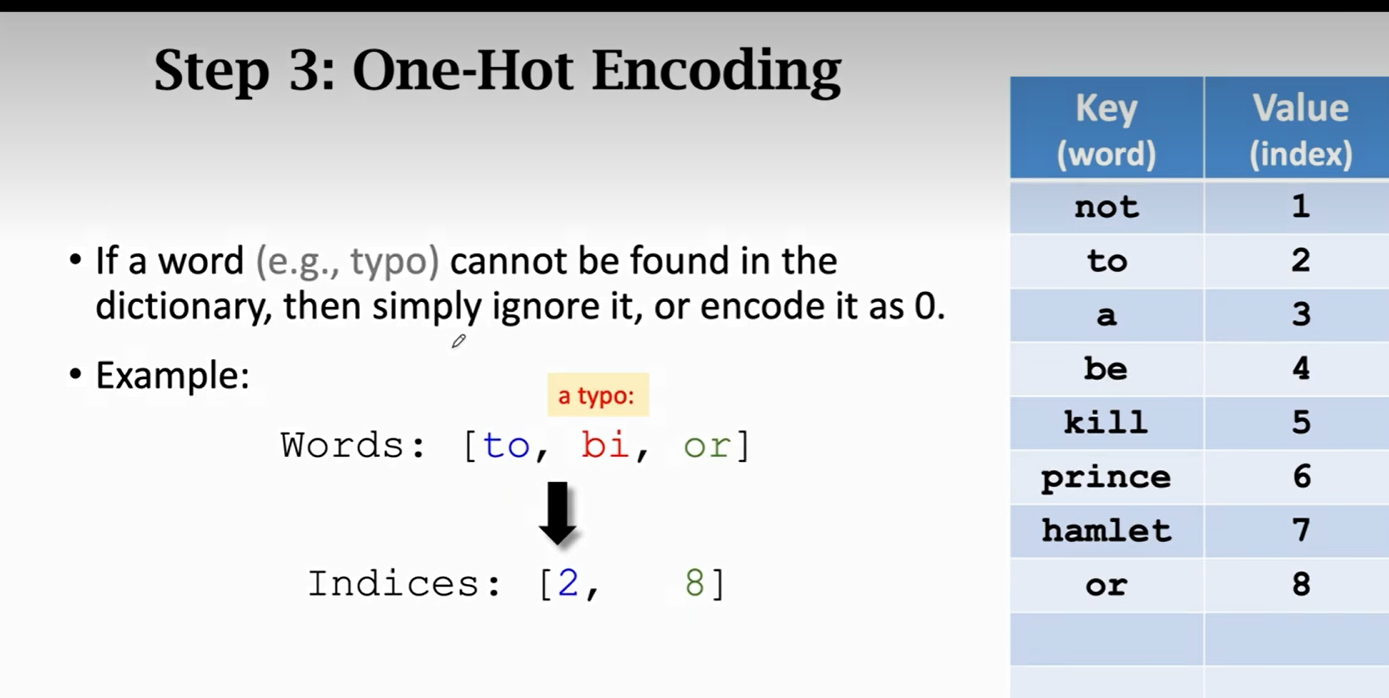 Step 3: One-Hot Encoding
• If a word (e.g., typo) cannot be found in the
dictionary, then simply ignore it, or encode it as 0.
• Example:
a typo:
Words: [to, bi, or]
Indices: [2, 8]
Key Value
(word) (index)
not 1
to 2
a 3
be 4
kill 5
prince 6
hamlet 7
or 8